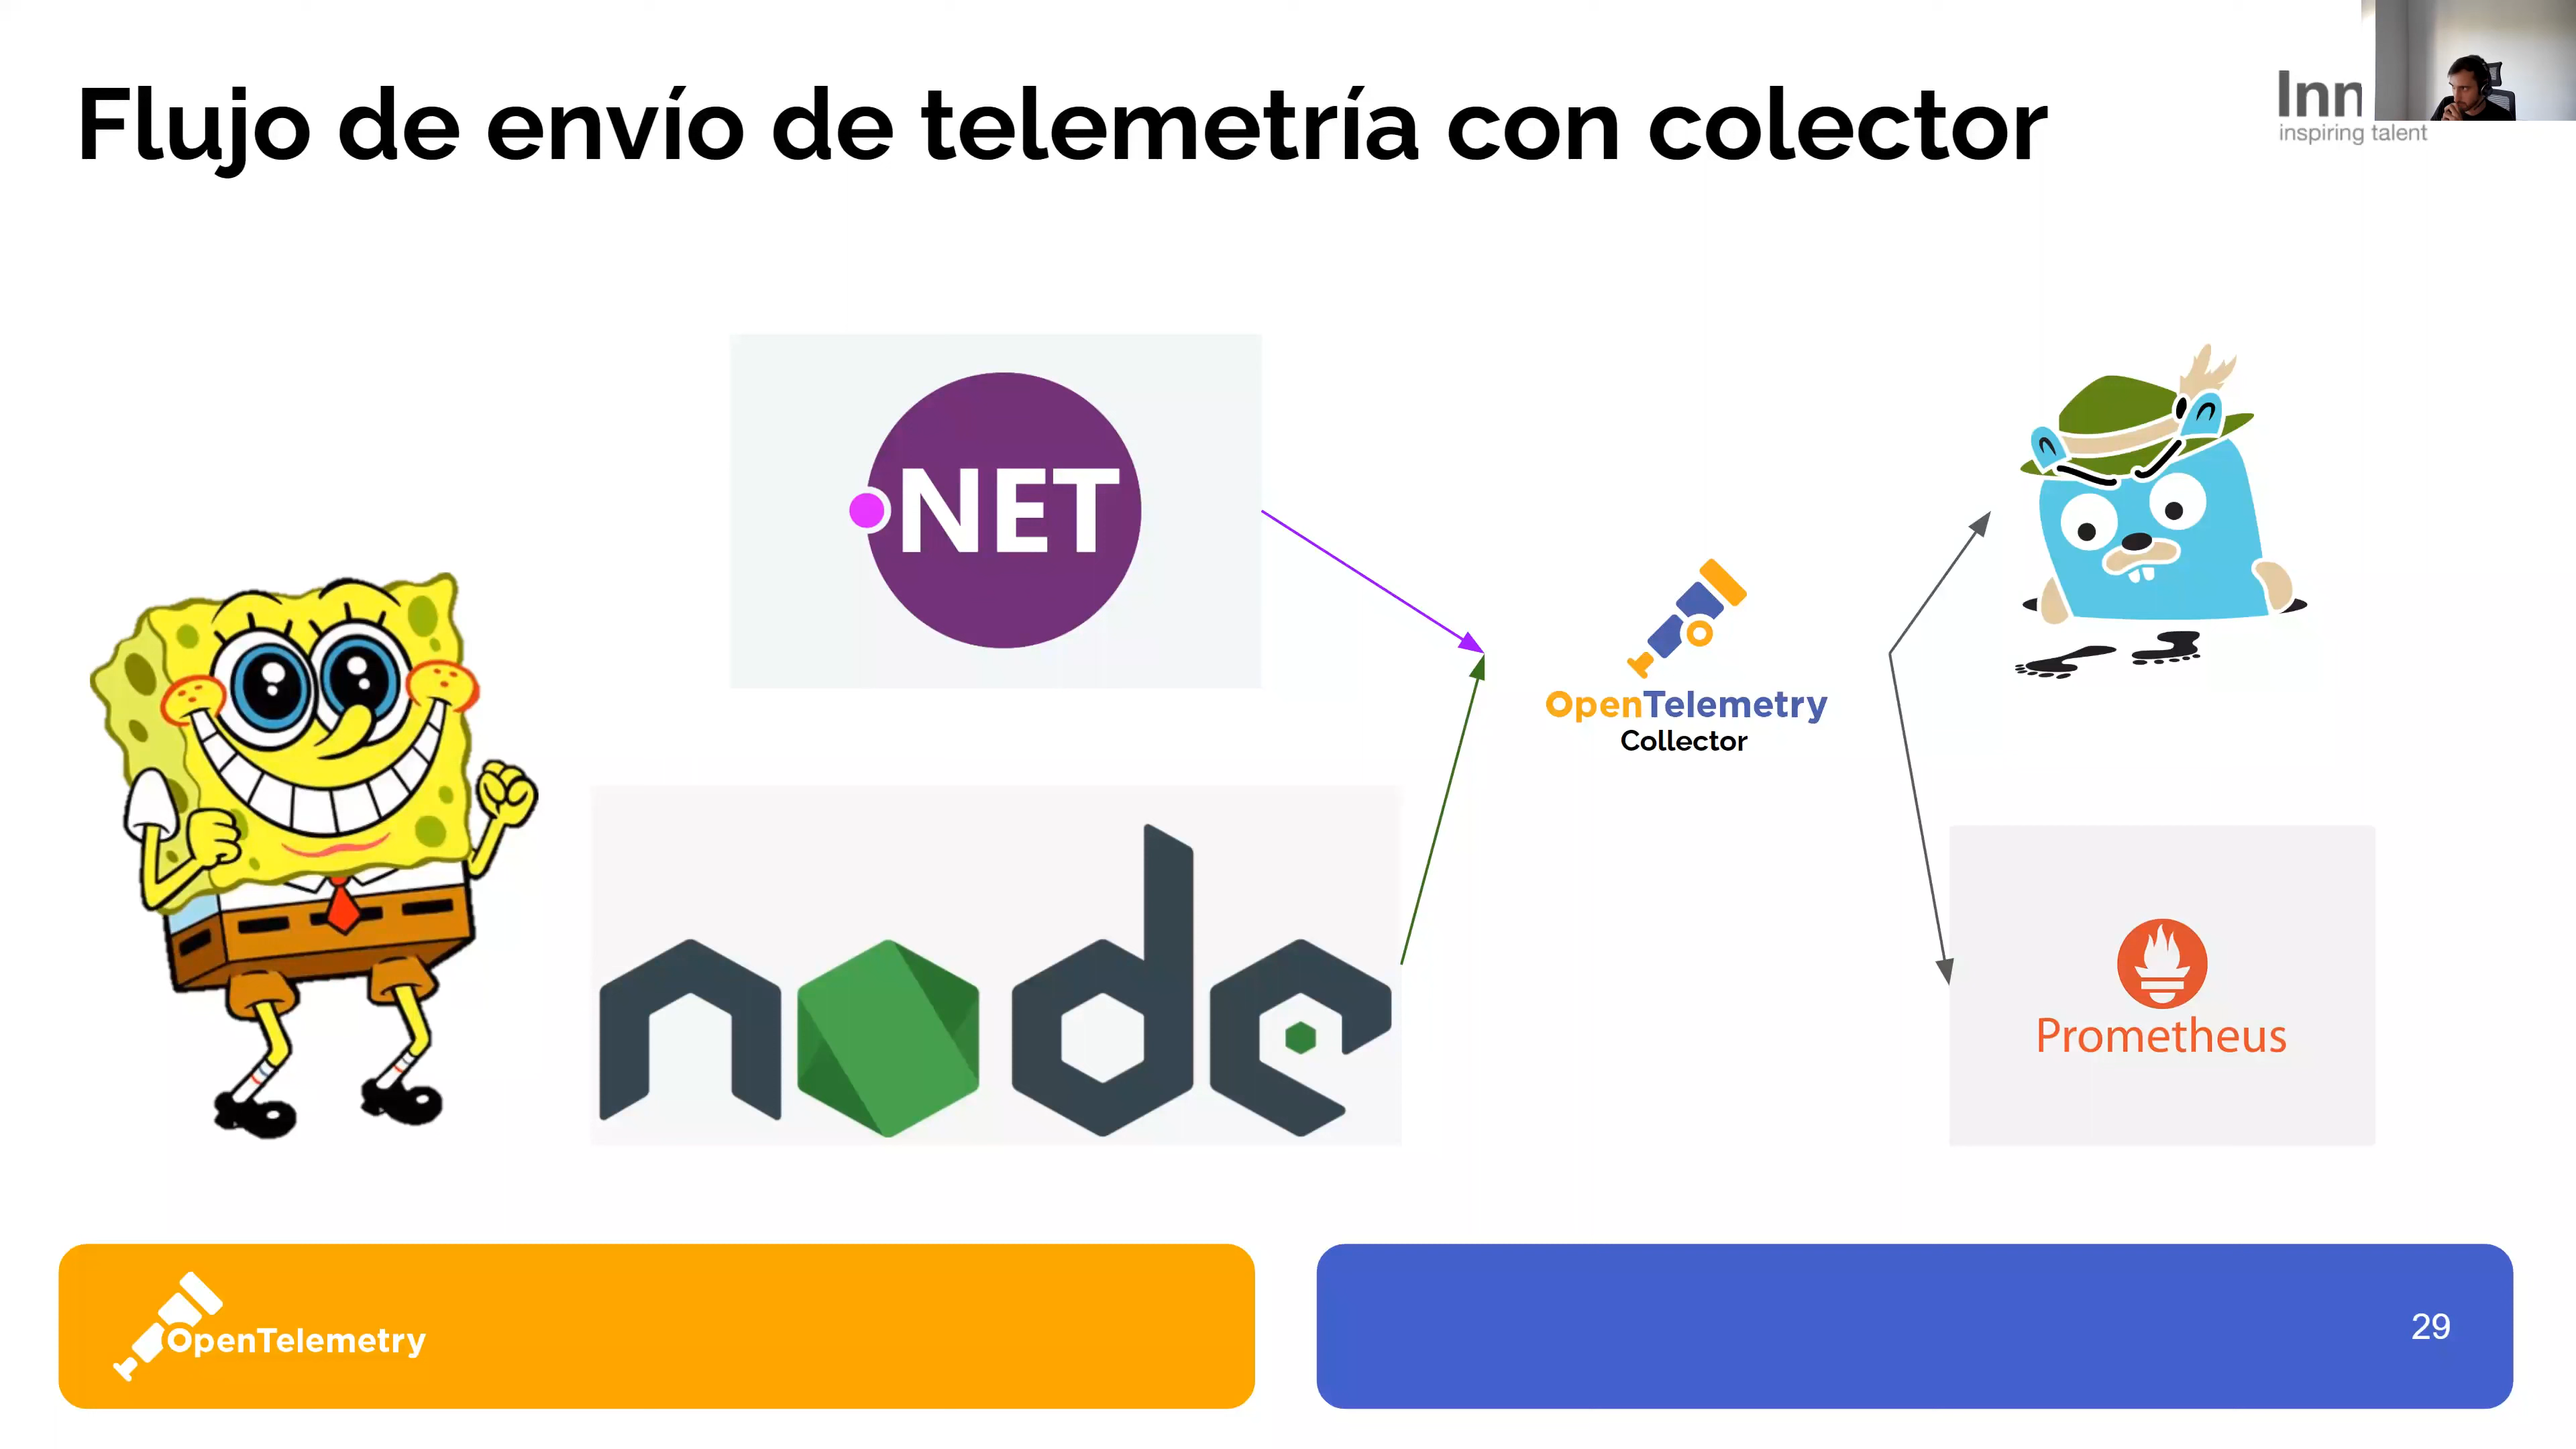 Flujo de envío de telemetría con colector
Inn
inspiring talent
.NET
OpenTelemetry
Collector
node
Prometheus
OpenTelemetry
29